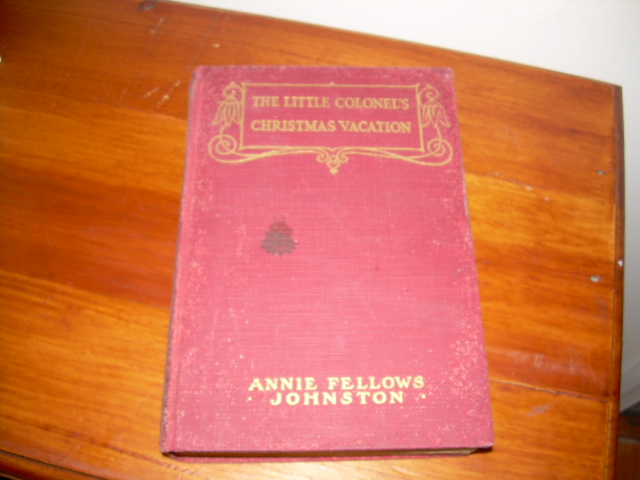 THE LITTLE COLONEL'S
CHRISTMAS VACATION
ANNIE FELLOWS
· JOHNSTON ·